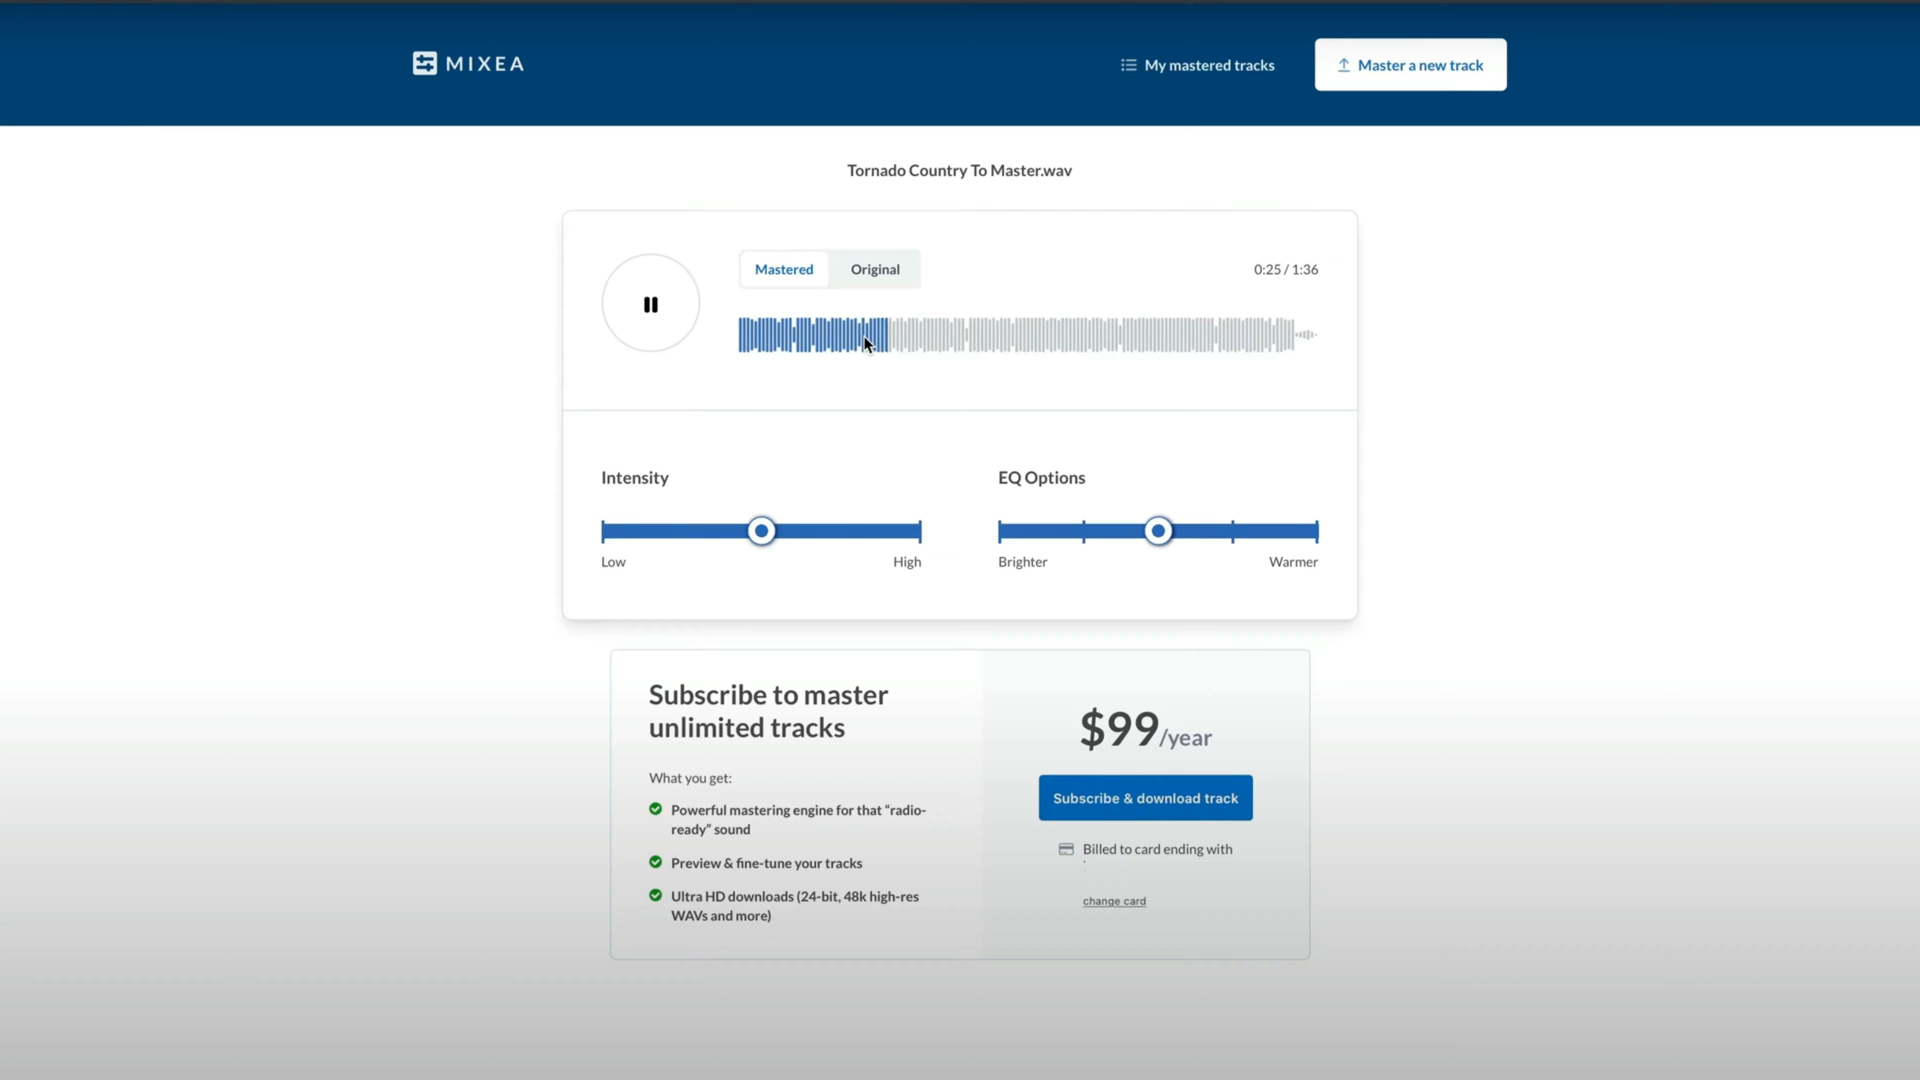 MIXEA
My mastered tracks
Master a new track
Tornado Country To Master.wav
Mastered
Original
0:25 / 1:36
Intensity
EQ Options
Low
High
Brighter
Warmer
Subscribe to master
unlimited tracks
What you get:
Powerful mastering engine for that “radio-
ready” sound
Preview & fine-tune your tracks
Ultra HD downloads (24-bit, 48k high-res
WAVs and more)
$99/year
Subscribe & download track
Billed to card ending with
change card